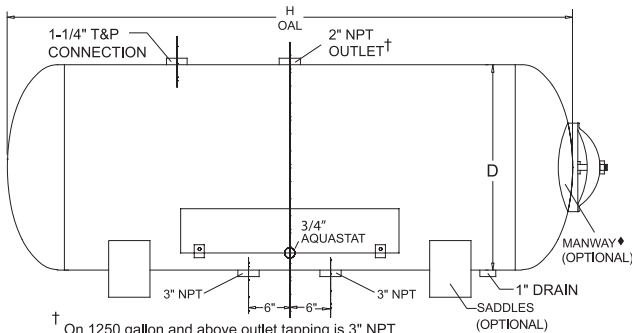 H
OAL
1-1/4" T&P
CONNECTION
2" NPT
OUTLET†
D
3/4"
AQUASTAT
MANWAY♦
(OPTIONAL)
3" NPT
3" NPT
1" DRAIN
6"
6"
SADDLES
(OPTIONAL)
† On 1250 gallon and above outlet tapping is 3" NPT